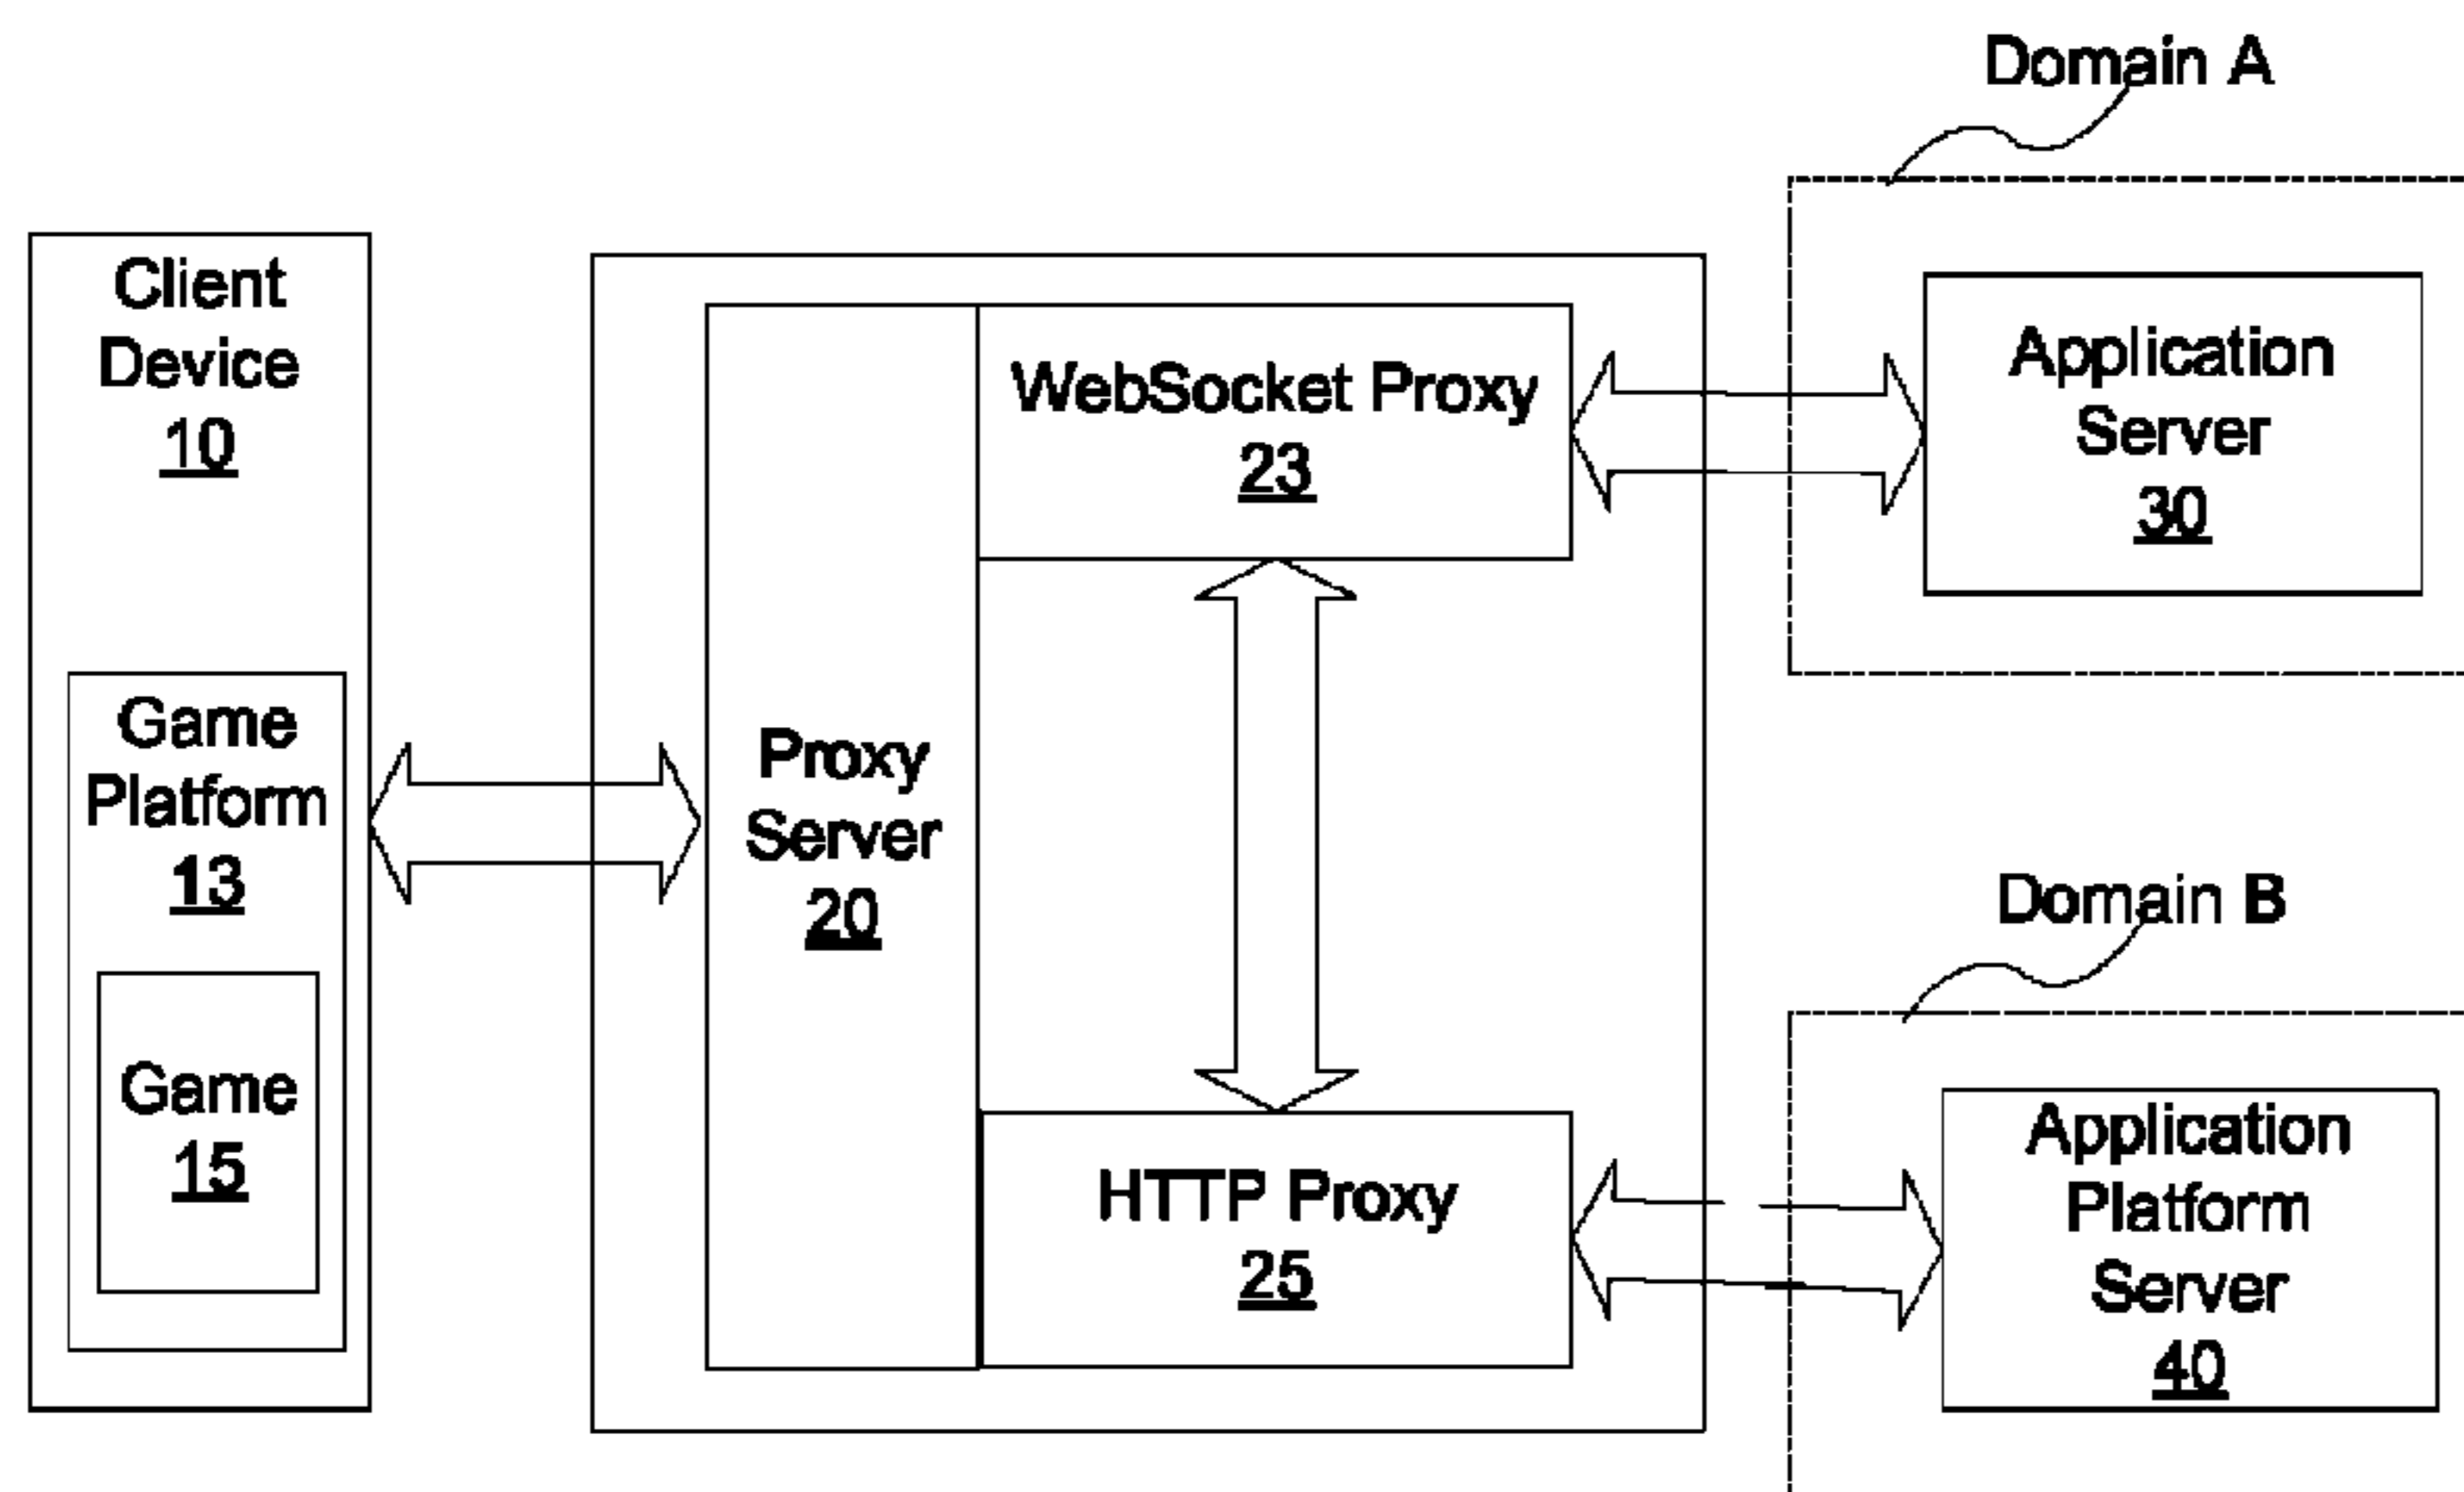 Domain A
Client
Device
10
Game
Platform
13
Game
15
Proxy
Server
20
WebSocket Proxy
23
HTTP Proxy
25
Application
Server
30
Domain B
Application
Platform
Server
40